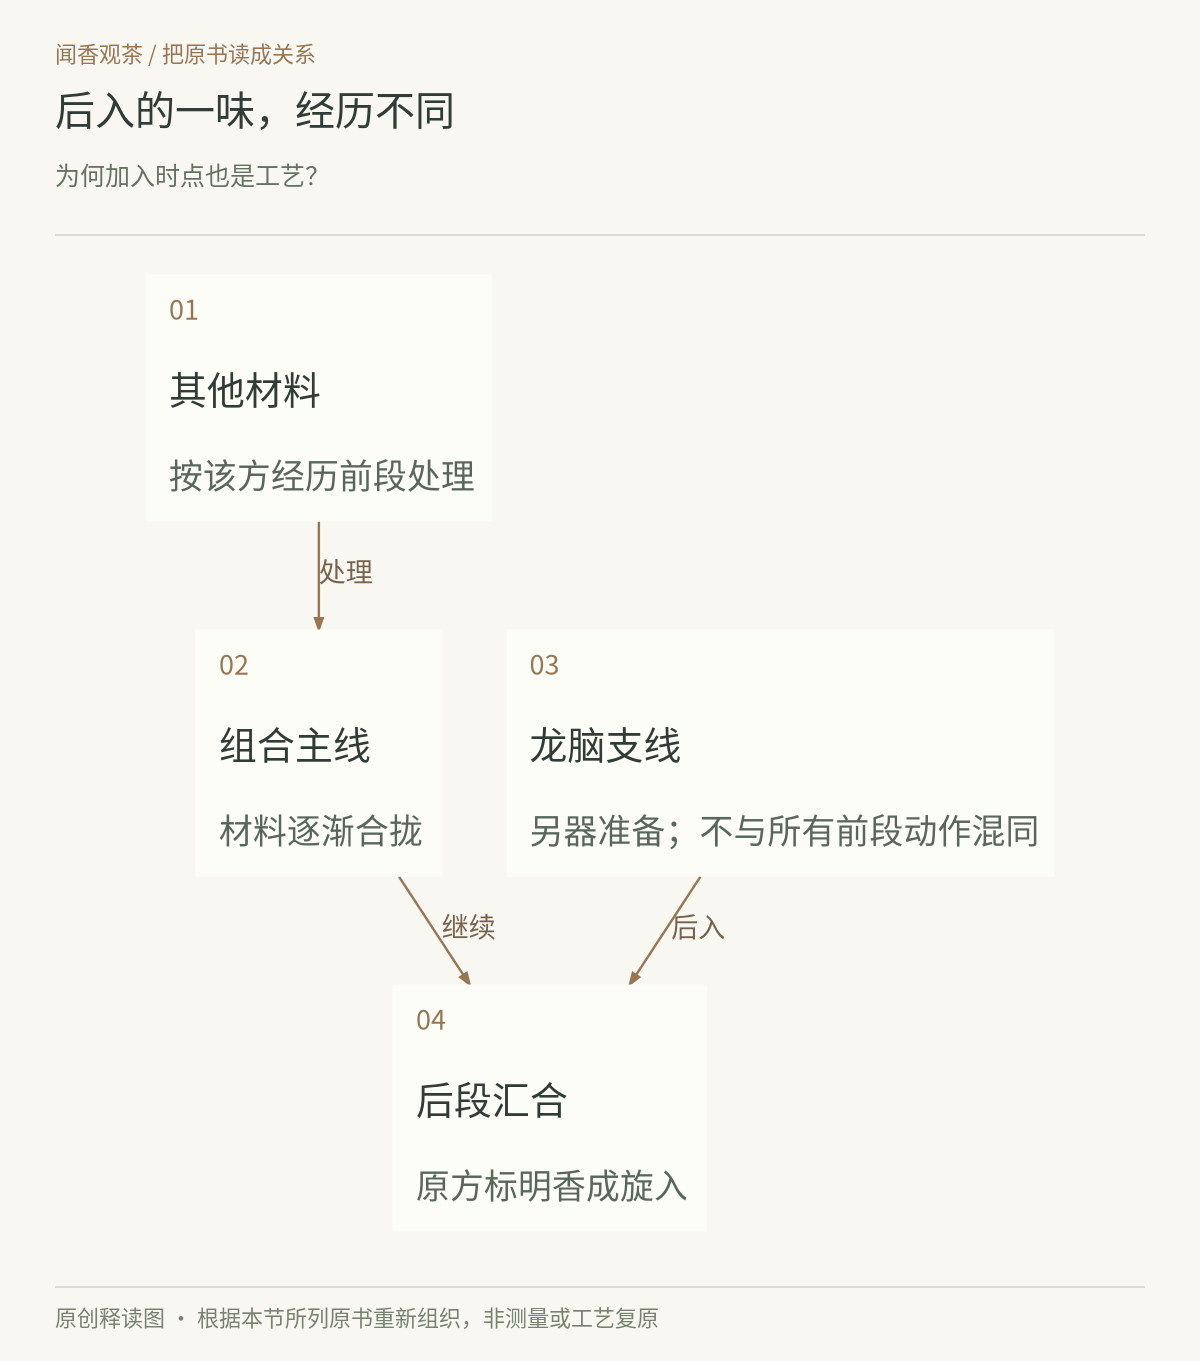 闻香观茶 / 把原书读成关系
后入的一味，经历不同
为何加入时点也是工艺？
01
其他材料
按该方经历前段处理
处理
02
组合主线
材料逐渐合拢
03
龙脑支线
另器准备；不与所有前段动作混同
继续
后入
04
后段汇合
原方标明香成旋入
原创释读图 · 根据本节所列原书重新组织，非测量或工艺复原